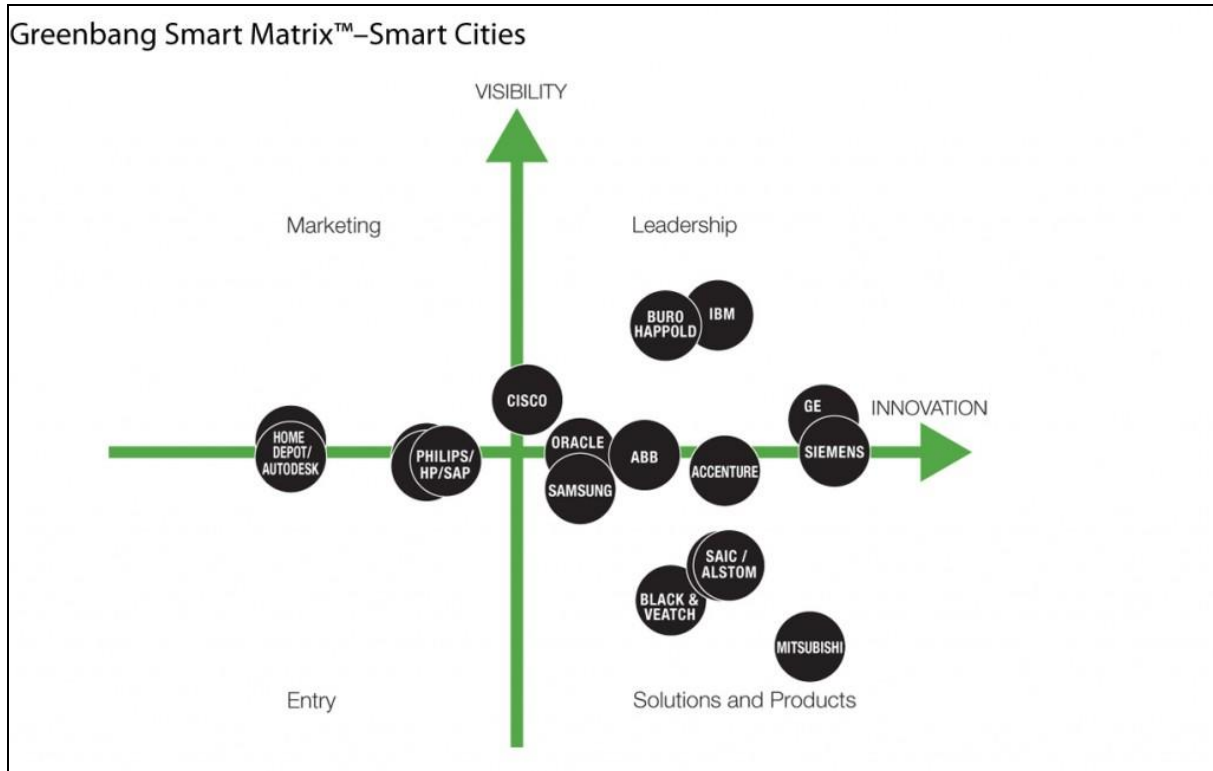 Greenbang Smart Matrix™–Smart Cities
VISIBILITY
Marketing
Leadership
BURO
HAPPOLD
IBM
CISCO
GE
INNOVATION
HOME
DEPOT/
AUTODESK
PHILIPS/
HP/SAP
ORACLE
ABB
ACCENTURE
SIEMENS
SAMSUNG
SAIC /
ALSTOM
BLACK &
VEATCH
MITSUBISHI
Entry
Solutions and Products